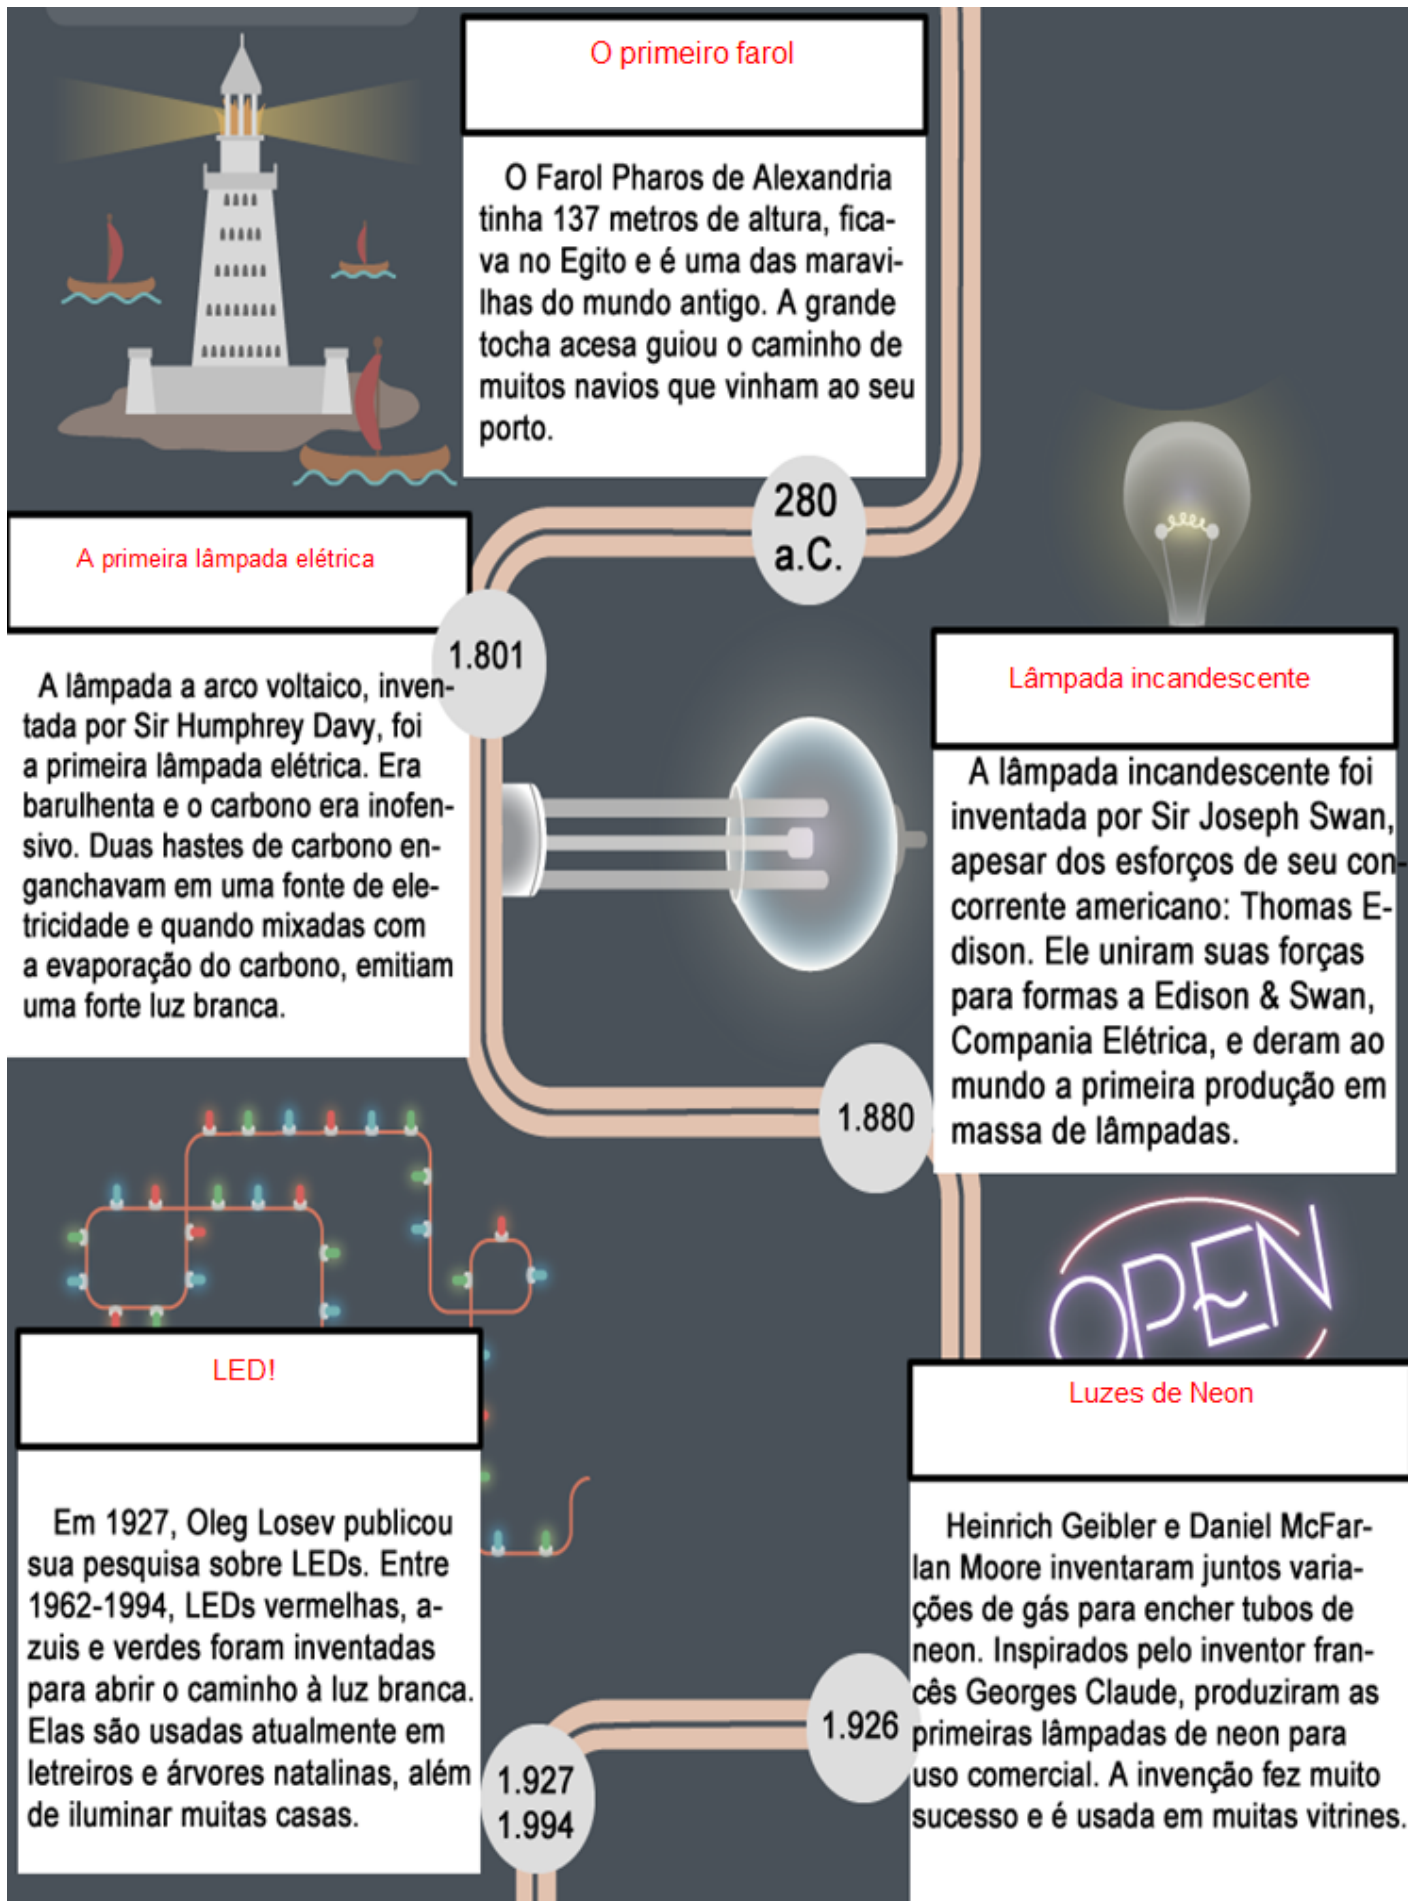 O primeiro farol
O Farol Pharos de Alexandria
tinha 137 metros de altura, fica-
va no Egito e é uma das maravi-
lhas do mundo antigo. A grande
tocha acesa guiou o caminho de
muitos navios que vinham ao seu
porto.
280
a.C.
A primeira lâmpada elétrica
1.801
A lâmpada a arco voltaico, inven-
tada por Sir Humphrey Davy, foi
a primeira lâmpada elétrica. Era
barulhenta e o carbono era inofen-
sivo. Duas hastes de carbono en-
ganchavam em uma fonte de ele-
tricidade e quando mixadas com
a evaporação do carbono, emitiam
uma forte luz branca.
Lâmpada incandescente
A lâmpada incandescente foi
inventada por Sir Joseph Swan,
apesar dos esforços de seu con-
corrente americano: Thomas E-
dison. Ele uniram suas forças
para formas a Edison & Swan,
Compania Elétrica, e deram ao
mundo a primeira produção em
massa de lâmpadas.
1.880
OPEN
Luzes de Neon
Heinrich Geibler e Daniel McFar-
lan Moore inventaram juntos varia-
ções de gás para encher tubos de
neon. Inspirados pelo inventor fran-
cês Georges Claude, produziram as
primeiras lâmpadas de neon para
uso comercial. A invenção fez muito
sucesso e é usada em muitas vitrines.
1.926
LED!
Em 1927, Oleg Losev publicou
sua pesquisa sobre LEDs. Entre
1962-1994, LEDs vermelhas, a-
zuis e verdes foram inventadas
para abrir o caminho à luz branca.
Elas são usadas atualmente em
letreiros e árvores natalinas, além
de iluminar muitas casas.
1.927
1.994